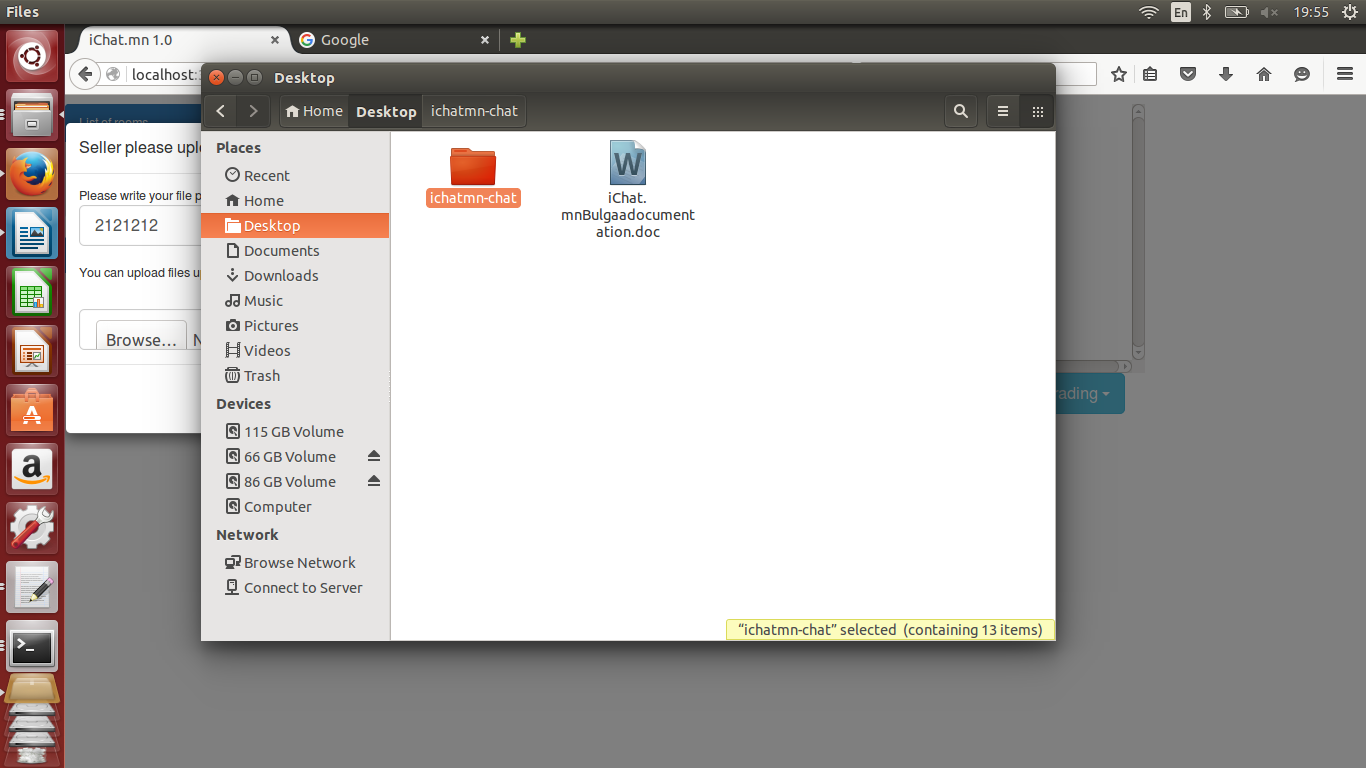 Files
En
19:55
iChat.mn 1.0
Google
localhost:
Desktop
Home
Desktop
ichatmn-chat
List of rooms
Seller please uplo
Please write your file p
2121212
You can upload files u
Browse...
N
Places
Recent
Home
Desktop
Documents
Downloads
Music
Pictures
Videos
Trash
Devices
115 GB Volume
66 GB Volume
86 GB Volume
Computer
Network
Browse Network
Connect to Server
ichatmn-chat
W
iChat.
mnBulgaadocument
ation.doc
ading
“ichatmn-chat” selected (containing 13 items)